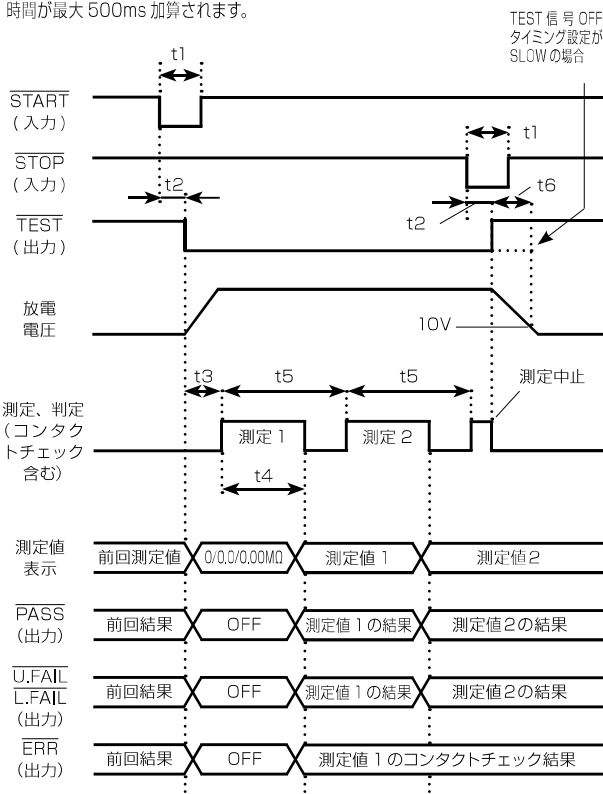 時間が最大 500ms 加算されます。
TEST 信 号 OFF
タイミング設定が
SLOW の場合
t1
START
(入力)
STOP
(入力)
t1
t2
t6
TEST
(出力)
t2
放電
電圧
10V
t3
t5
t5
測定中止
測定、判定
(コンタク
トチェック
含む)
測定 1
測定 2
t4
測定値
表示
前回測定値
0/0.0/0.00MΩ
測定値 1
測定値2
PASS
(出力)
前回結果
OFF
測定値 1 の結果
測定値2の結果
U.FAIL
L.FAIL
(出力)
前回結果
OFF
測定値 1 の結果
測定値2の結果
ERR
(出力)
前回結果
OFF
測定値 1 のコンタクトチェック結果